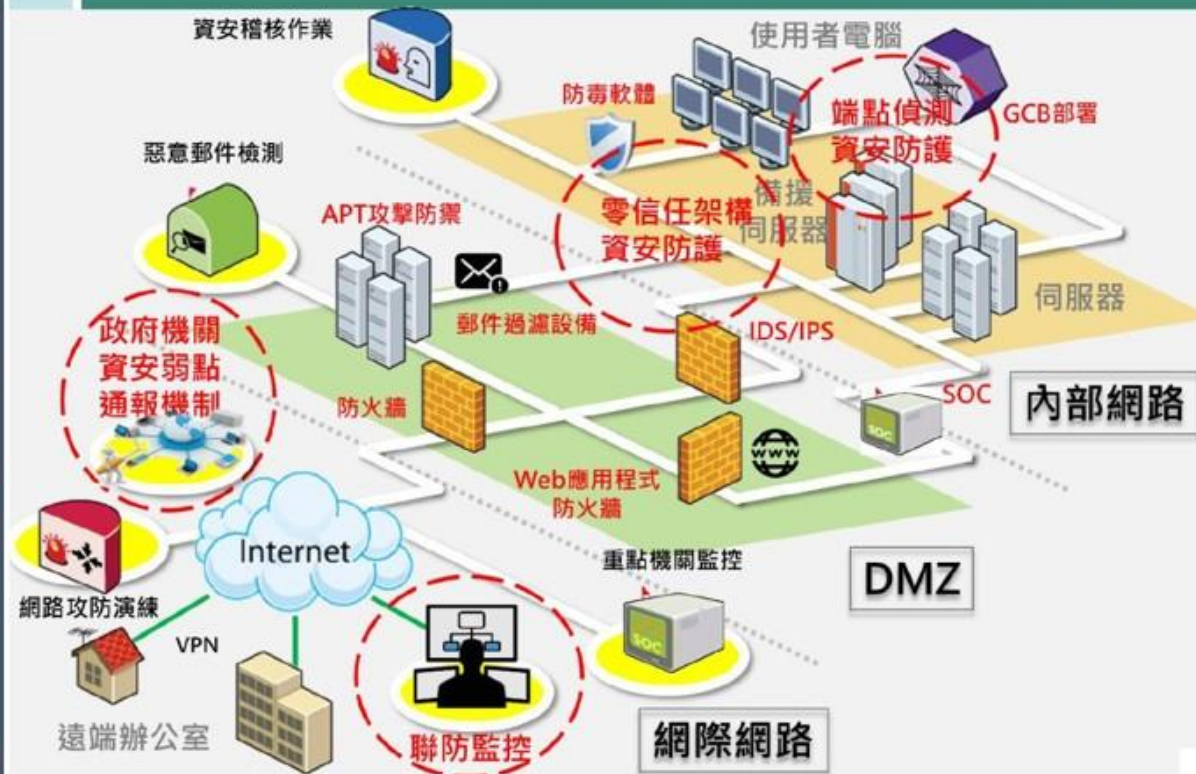 資安稽核作業
使用者電腦
防毒軟體
端點偵測
資安防護
GCB部署
惡意郵件檢測
APT攻擊防禦
零信任架構
資安防護
備援
伺服器
伺服器
郵件過濾設備
IDS/IPS
政府機關
資安弱點
通報機制
防火牆
SOC
SOC
內部網路
WWW
Web應用程式
防火牆
Internet
重點機關監控
DMZ
網路攻防演練
VPN
SOC
遠端辦公室
聯防監控
網際網路